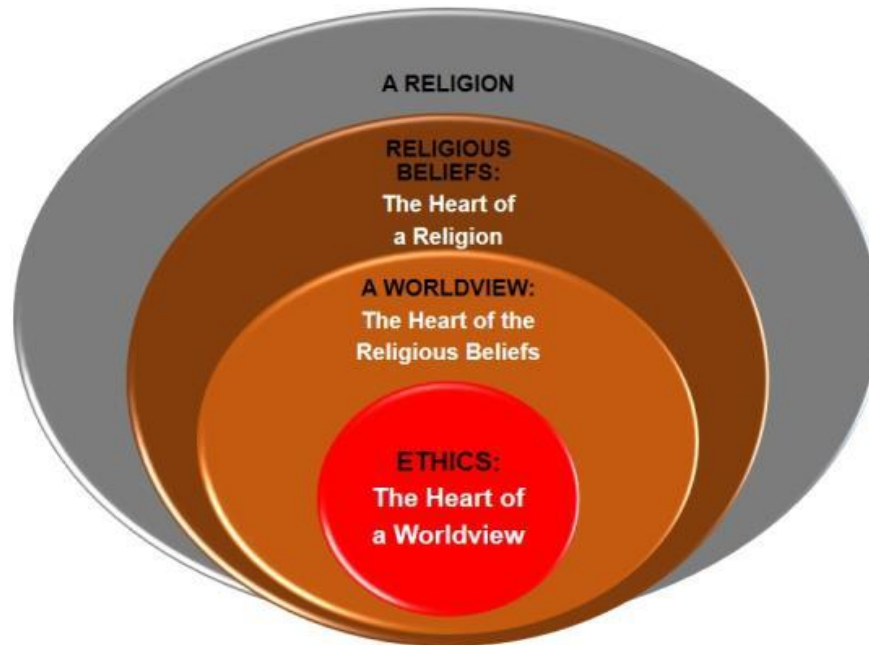 A RELIGION
RELIGIOUS
BELIEFS:
The Heart of
a Religion
A WORLDVIEW:
The Heart of the
Religious Beliefs
ETHICS:
The Heart of
a Worldview